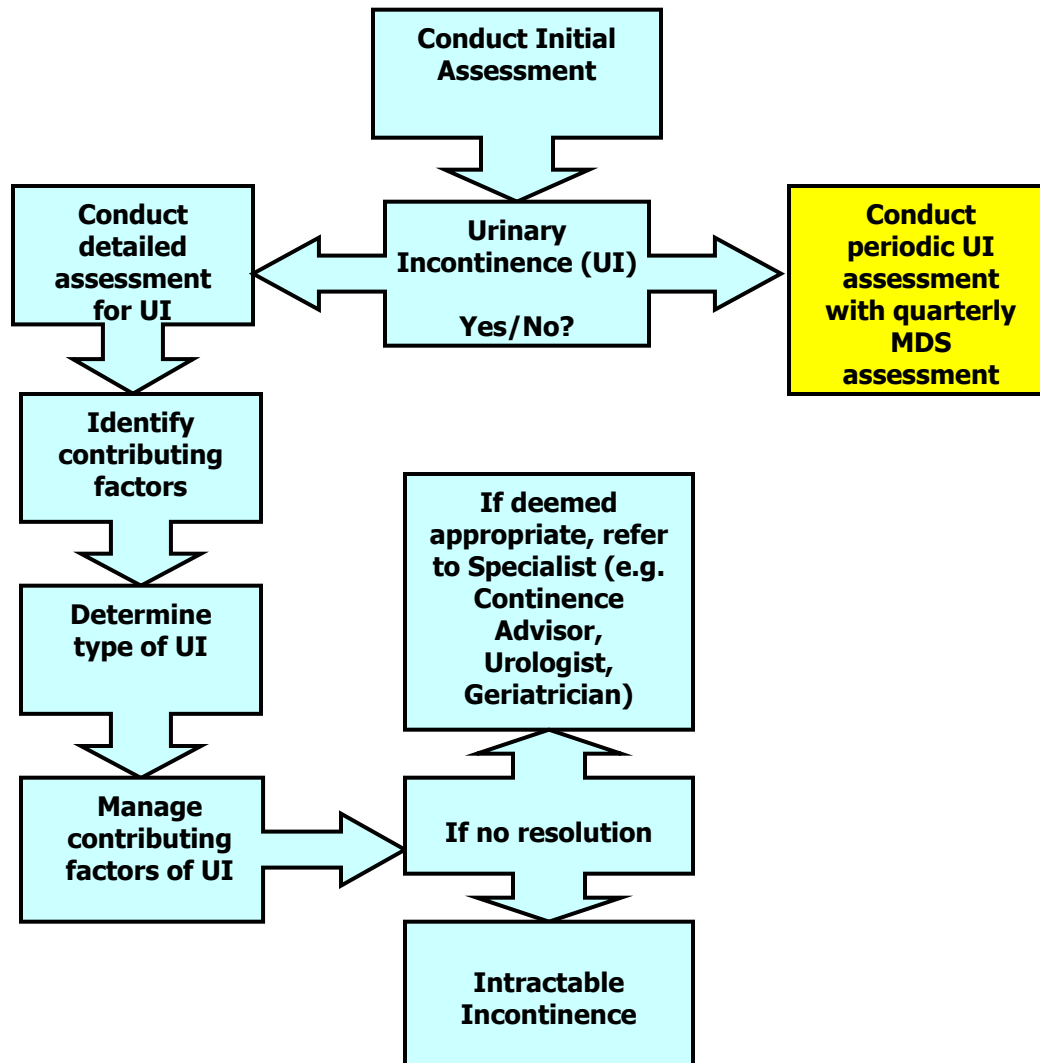 Conduct Initial
Assessment
Urinary
Incontinence (UI)
Yes/No?
Conduct
detailed
assessment
for UI
Conduct
periodic UI
assessment
with quarterly
MDS
assessment
Identify
contributing
factors
Determine
type of UI
Manage
contributing
factors of UI
If no resolution
If deemed
appropriate, refer
to Specialist (e.g.
Continence
Advisor,
Urologist,
Geriatrician)
Intractable
Incontinence